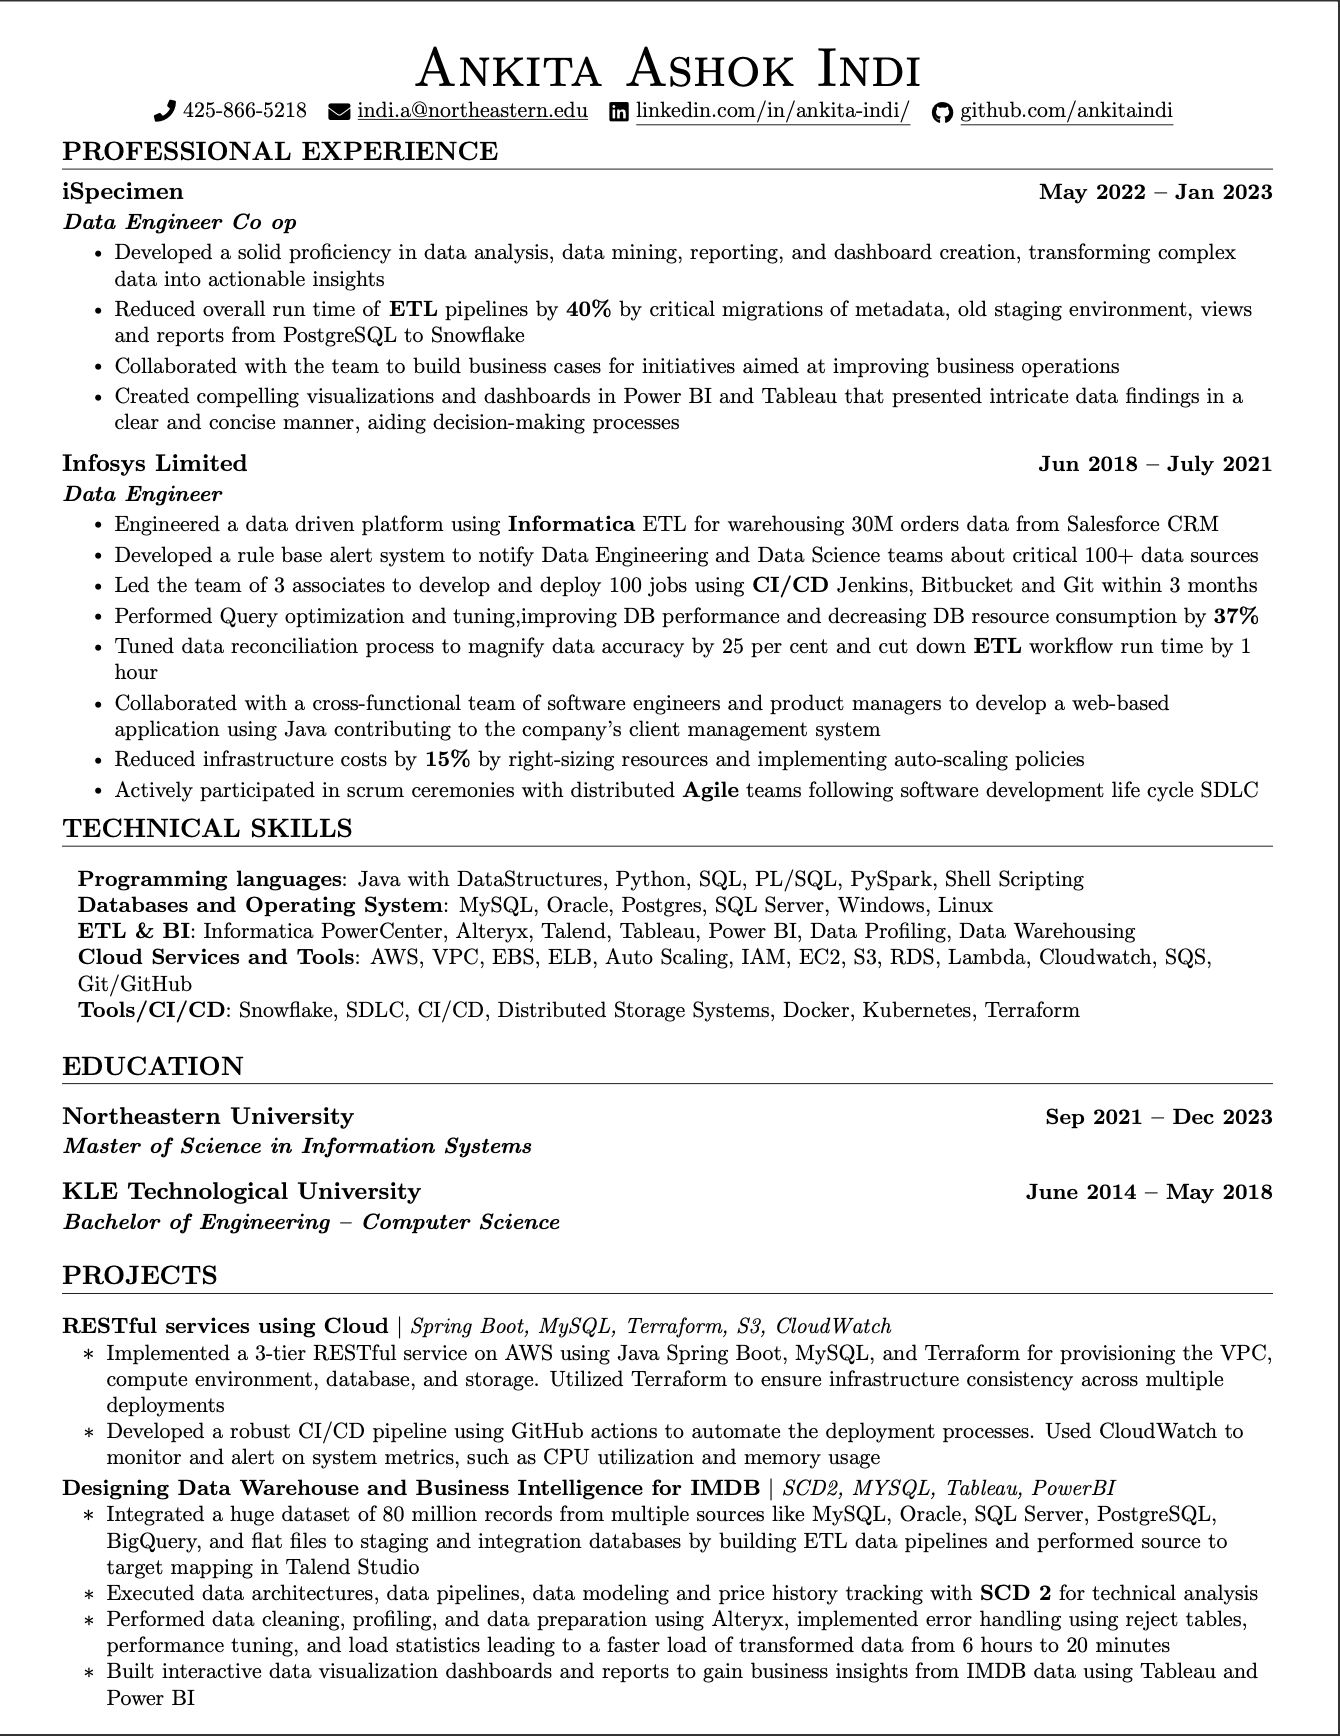 Ankita Ashok Indi
425-866-5218 indi.a@northeastern.edu linkedin.com/in/ankita-indi/ github.com/ankitaindi
PROFESSIONAL EXPERIENCE
iSpecimen May 2022 – Jan 2023
Data Engineer Co op
• Developed a solid proficiency in data analysis, data mining, reporting, and dashboard creation, transforming complex
data into actionable insights
• Reduced overall run time of ETL pipelines by 40% by critical migrations of metadata, old staging environment, views
and reports from PostgreSQL to Snowflake
• Collaborated with the team to build business cases for initiatives aimed at improving business operations
• Created compelling visualizations and dashboards in Power BI and Tableau that presented intricate data findings in a
clear and concise manner, aiding decision-making processes
Infosys Limited Jun 2018 – July 2021
Data Engineer
• Engineered a data driven platform using Informatica ETL for warehousing 30M orders data from Salesforce CRM
• Developed a rule base alert system to notify Data Engineering and Data Science teams about critical 100+ data sources
• Led the team of 3 associates to develop and deploy 100 jobs using CI/CD Jenkins, Bitbucket and Git within 3 months
• Performed Query optimization and tuning,improving DB performance and decreasing DB resource consumption by 37%
• Tuned data reconciliation process to magnify data accuracy by 25 per cent and cut down ETL workflow run time by 1
hour
• Collaborated with a cross-functional team of software engineers and product managers to develop a web-based
application using Java contributing to the company's client management system
• Reduced infrastructure costs by 15% by right-sizing resources and implementing auto-scaling policies
• Actively participated in scrum ceremonies with distributed Agile teams following software development life cycle SDLC
TECHNICAL SKILLS
Programming languages: Java with DataStructures, Python, SQL, PL/SQL, PySpark, Shell Scripting
Databases and Operating System: MySQL, Oracle, Postgres, SQL Server, Windows, Linux
ETL & BI: Informatica PowerCenter, Alteryx, Talend, Tableau, Power BI, Data Profiling, Data Warehousing
Cloud Services and Tools: AWS, VPC, EBS, ELB, Auto Scaling, IAM, EC2, S3, RDS, Lambda, Cloudwatch, SQS,
Git/GitHub
Tools/CI/CD: Snowflake, SDLC, CI/CD, Distributed Storage Systems, Docker, Kubernetes, Terraform
EDUCATION
Northeastern University Sep 2021 – Dec 2023
Master of Science in Information Systems
KLE Technological University June 2014 – May 2018
Bachelor of Engineering – Computer Science
PROJECTS
RESTful services using Cloud | Spring Boot, MySQL, Terraform, S3, CloudWatch
* Implemented a 3-tier RESTful service on AWS using Java Spring Boot, MySQL, and Terraform for provisioning the VPC,
compute environment, database, and storage. Utilized Terraform to ensure infrastructure consistency across multiple
deployments
* Developed a robust CI/CD pipeline using GitHub actions to automate the deployment processes. Used CloudWatch to
monitor and alert on system metrics, such as CPU utilization and memory usage
Designing Data Warehouse and Business Intelligence for IMDB | SCD2, MYSQL, Tableau, PowerBI
* Integrated a huge dataset of 80 million records from multiple sources like MySQL, Oracle, SQL Server, PostgreSQL,
BigQuery, and flat files to staging and integration databases by building ETL data pipelines and performed source to
target mapping in Talend Studio
* Executed data architectures, data pipelines, data modeling and price history tracking with SCD 2 for technical analysis
* Performed data cleaning, profiling, and data preparation using Alteryx, implemented error handling using reject tables,
performance tuning, and load statistics leading to a faster load of transformed data from 6 hours to 20 minutes
* Built interactive data visualization dashboards and reports to gain business insights from IMDB data using Tableau and
Power BI